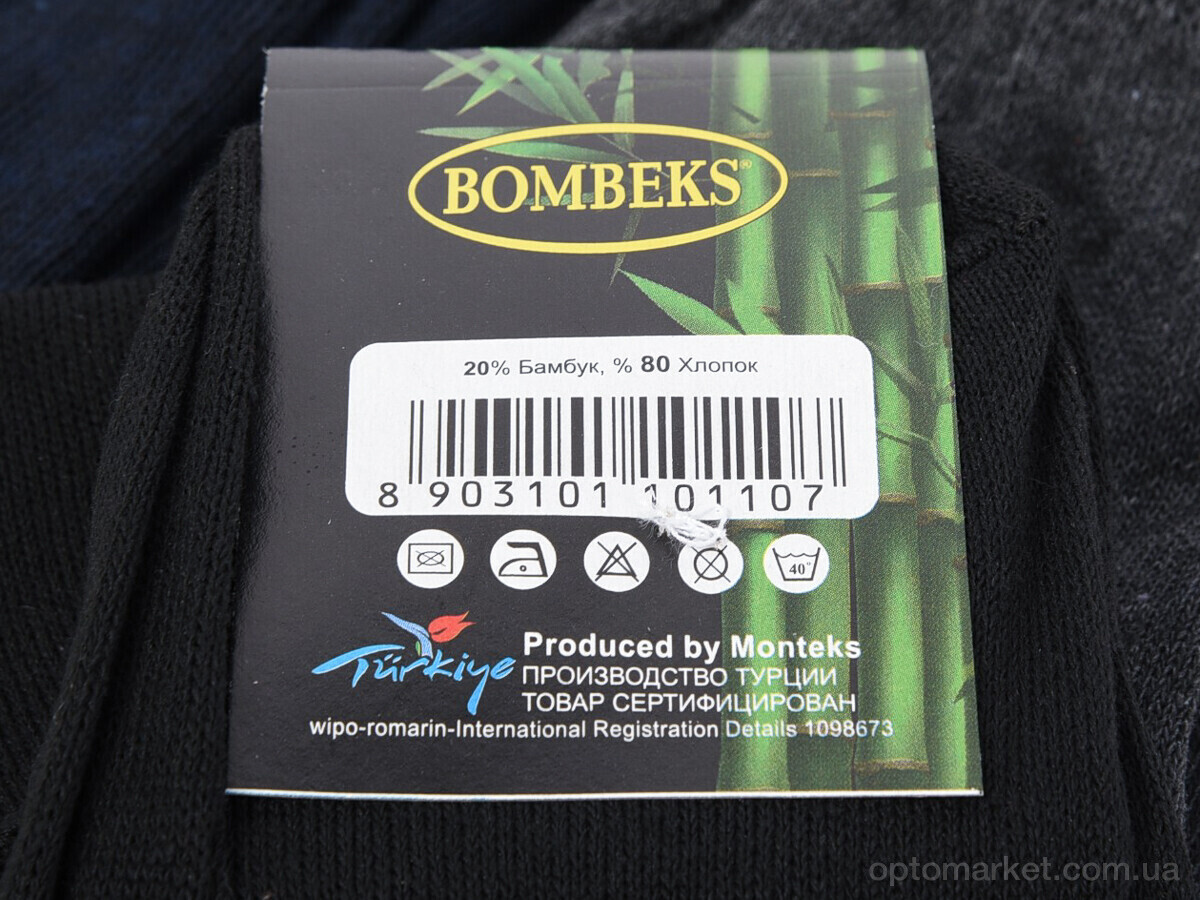 BOMBEKS®
20% Бамбук, % 80 Хлопок
8 903101 101107
40°
Türkiye
Produced by Monteks
ПРОИЗВОДСТВО ТУРЦИИ
ТОВАР СЕРТИФИЦИРОВАН
wipo-romarin-International Registration Details 1098673
optomarket.com.ua